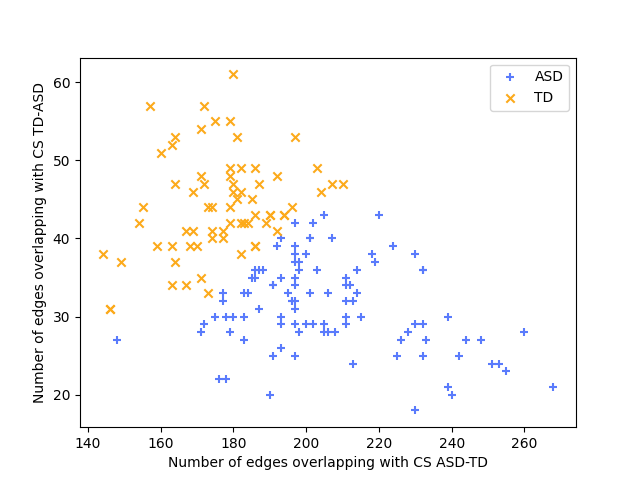 ASD
TD
60
50
40
30
20
140 160 180 200 220 240 260
Number of edges overlapping with CS TD-ASD
Number of edges overlapping with CS ASD-TD